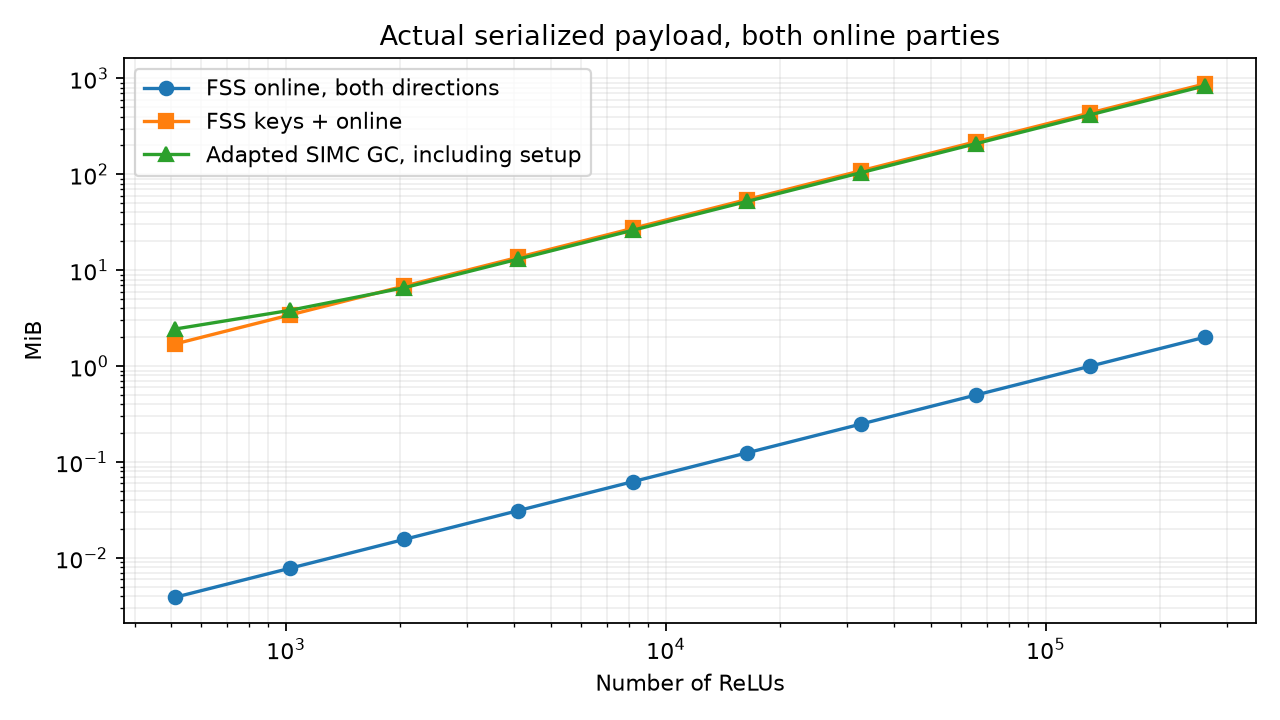 Actual serialized payload, both online parties
FSS online, both directions
FSS keys + online
Adapted SIMC GC, including setup
MiB
10³
10²
10¹
10⁰
10⁻¹
10⁻²
10³
10⁴
10⁵
Number of ReLUs